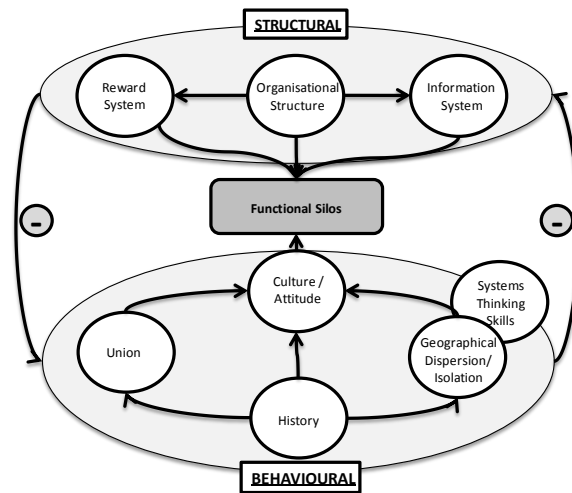 STRUCTURAL
Reward
System
Organisational
Structure
Information
System
-
-
Functional Silos
Culture /
Attitude
Systems
Thinking
Skills
Union
Geographical
Dispersion/
Isolation
History
BEHAVIOURAL